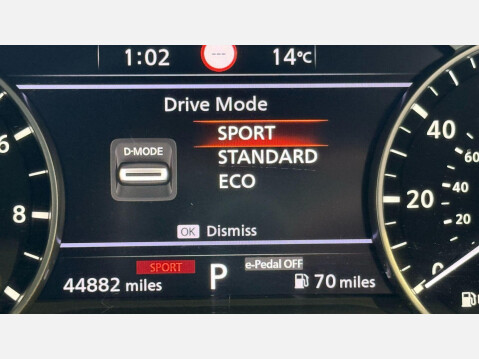 1:02 --- 14°C
Drive Mode
D-MODE
SPORT
STANDARD
ECO
OK Dismiss
SPORT
e-Pedal OFF
44882 miles
P
70 miles
6
8
40
20
0
60
40
20